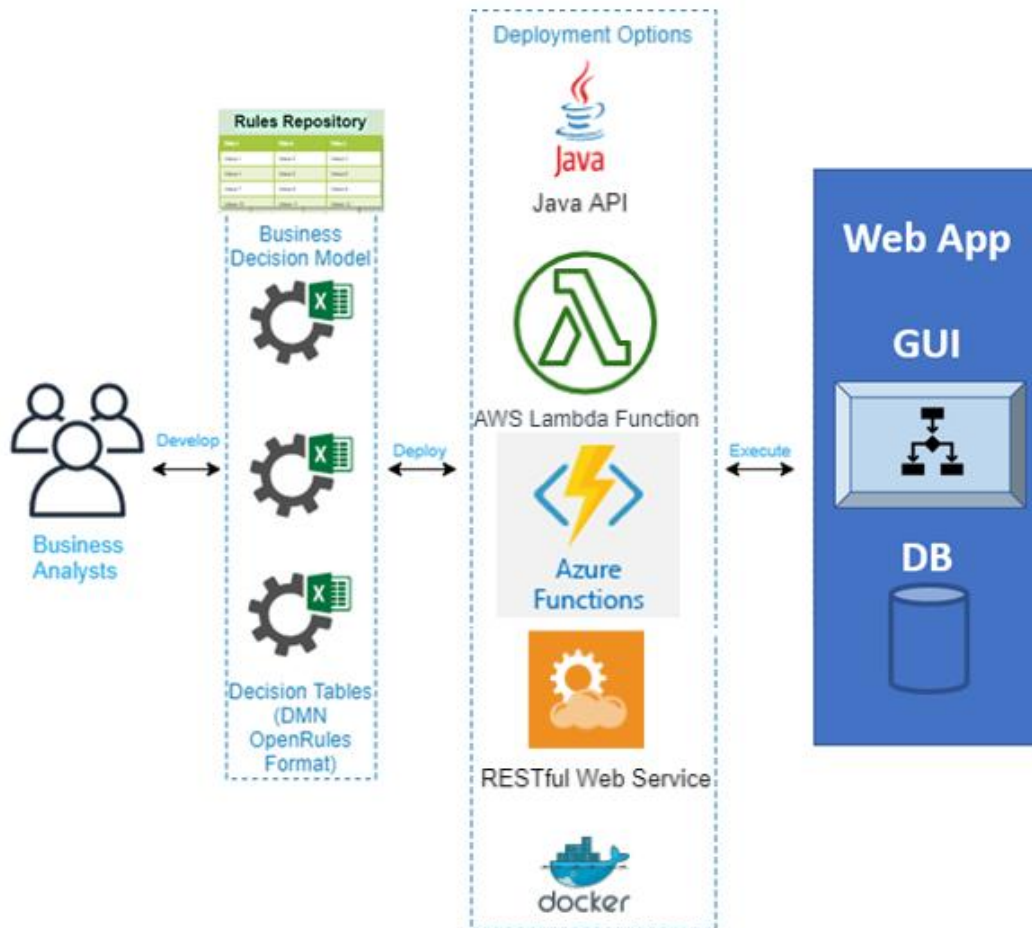 Deployment Options
Java
Java API
AWS Lambda Function
Azure
Functions
RESTful Web Service
docker
Rules Repository
Business
Decision Model
Decision Tables
(DMN
OpenRules
Format)
Business
Analysts
Develop
Deploy
Execute
Web App
GUI
DB
X
X
X